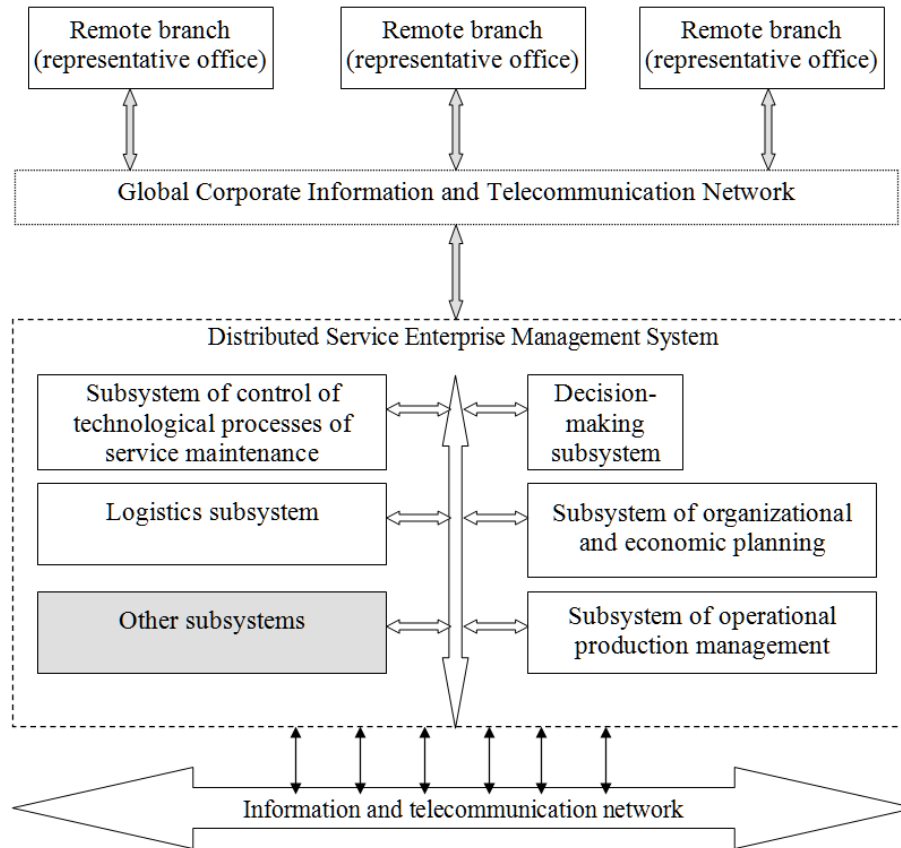 Remote branch
(representative office)
Remote branch
(representative office)
Remote branch
(representative office)
Global Corporate Information and Telecommunication Network
Distributed Service Enterprise Management System
Subsystem of control of
technological processes of
service maintenance
Decision-
making
subsystem
Logistics subsystem
Subsystem of organizational
and economic planning
Other subsystems
Subsystem of operational
production management
Information and telecommunication network